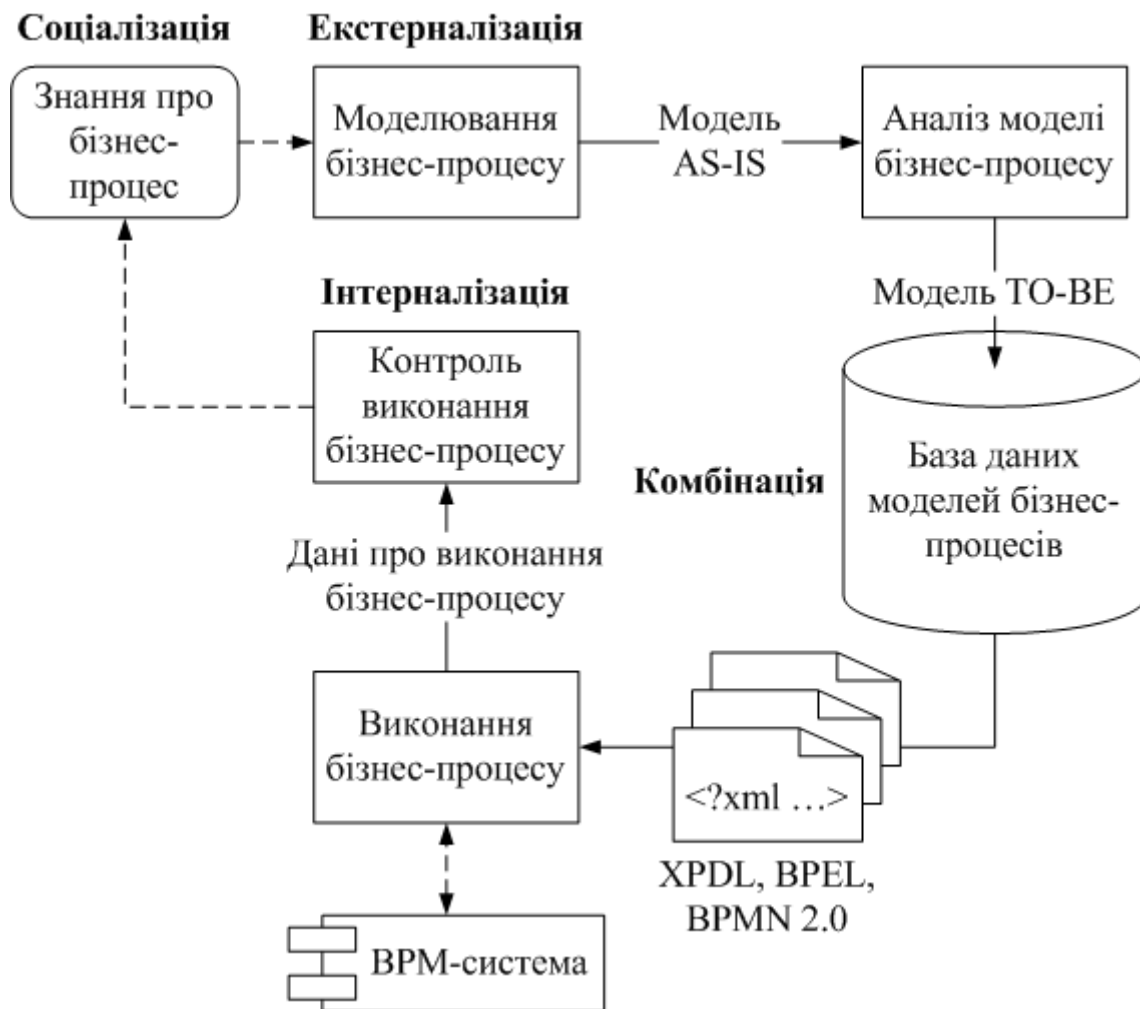 Соціалізація
Екстерналізація
Знання про
бізнес-
процес
Моделювання
бізнес-процесу
Модель
AS-IS
Аналіз моделі
бізнес-процесу
Модель TO-BE
Інтерналізація
Контроль
виконання
бізнес-процесу
База даних
моделей бізнес-
процесів
Комбінація
Дані про виконання
бізнес-процесу
Виконання
бізнес-процесу
<?xml …>
XPDL, BPEL,
BPMN 2.0
BPM-система